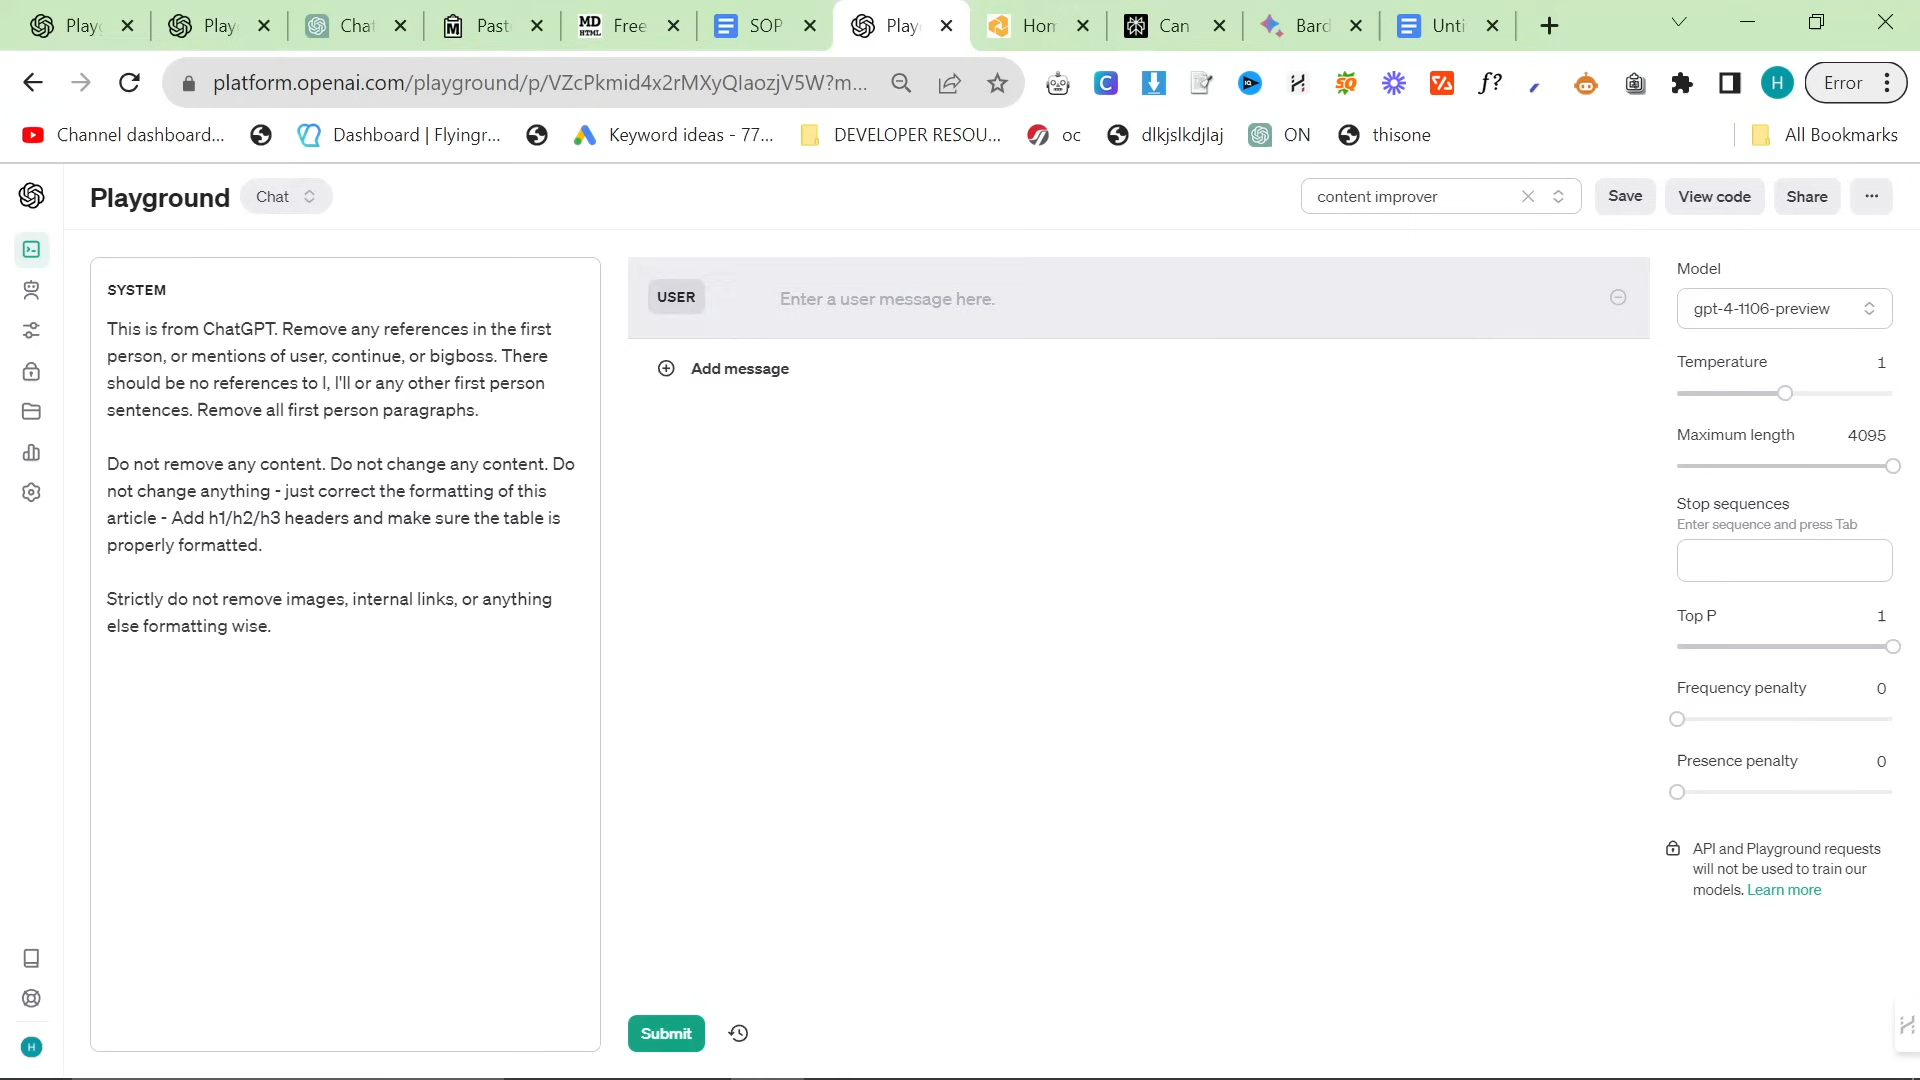 Play
Play
Chat
Past
MD HTML Free
SOP
Play
Hom
Can
Bard
Unti
platform.openai.com/playground/p/VZcPkmid4x2rMXyQIaozjV5W?m...
H
Error
Channel dashboard...
Dashboard | Flyingr...
Keyword ideas - 77...
DEVELOPER RESOU...
oc
dlkjslkdjlaj
ON
thisone
All Bookmarks
Playground
Chat
content improver
Save
View code
Share
...
SYSTEM
This is from ChatGPT. Remove any references in the first
person, or mentions of user, continue, or bigboss. There
should be no references to I, I'll or any other first person
sentences. Remove all first person paragraphs.
Do not remove any content. Do not change any content. Do
not change anything - just correct the formatting of this
article - Add h1/h2/h3 headers and make sure the table is
properly formatted.
Strictly do not remove images, internal links, or anything
else formatting wise.
USER
Enter a user message here.
Add message
Submit
Model
gpt-4-1106-preview
Temperature 1
Maximum length 4095
Stop sequences
Enter sequence and press Tab
Top P 1
Frequency penalty 0
Presence penalty 0
API and Playground requests
will not be used to train our
models. Learn more
H